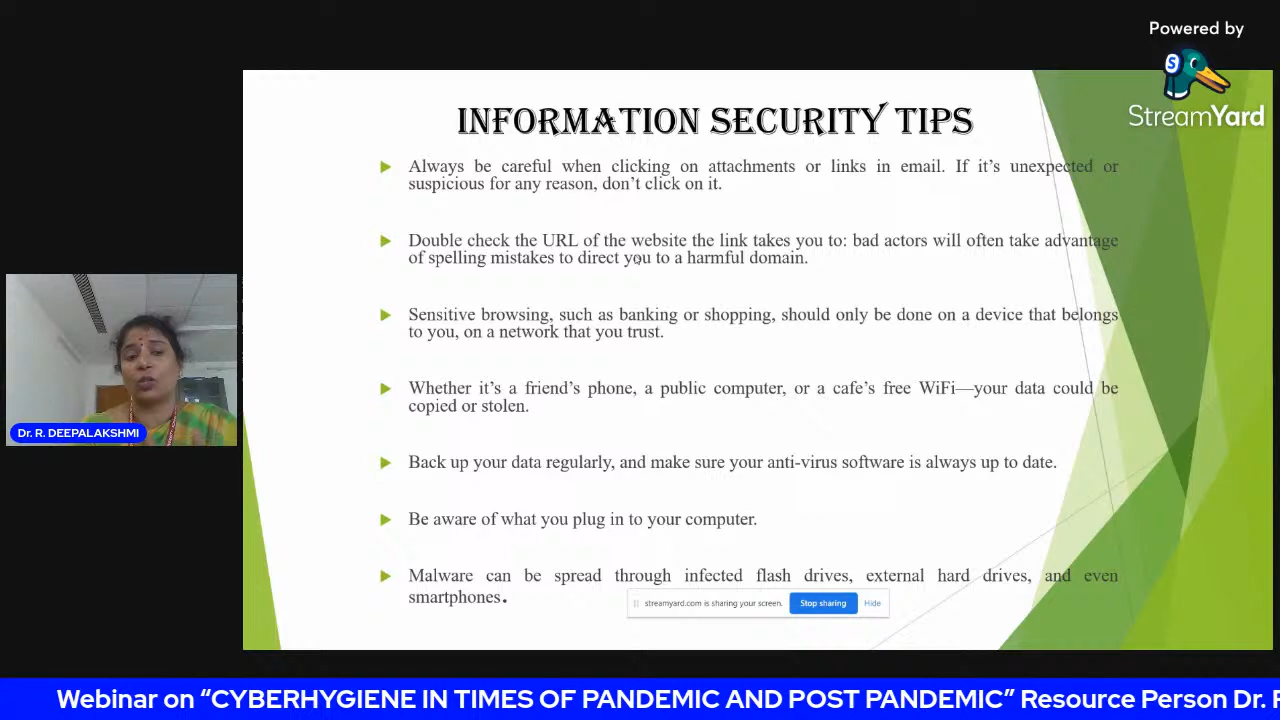 Powered by
S
StreamYard
INFORMATION SECURITY TIPS
Always be careful when clicking on attachments or links in email. If it’s unexpected or
suspicious for any reason, don’t click on it.
Double check the URL of the website the link takes you to: bad actors will often take advantage
of spelling mistakes to direct you to a harmful domain.
Sensitive browsing, such as banking or shopping, should only be done on a device that belongs
to you, on a network that you trust.
Whether it’s a friend’s phone, a public computer, or a cafe’s free WiFi—your data could be
copied or stolen.
Back up your data regularly, and make sure your anti-virus software is always up to date.
Be aware of what you plug in to your computer.
Malware can be spread through infected flash drives, external hard drives, and even
smartphones.
streamyard.com is sharing your screen. Stop sharing Hide
Dr. R. DEEPALAKSHMI
Webinar on “CYBERHYGIENE IN TIMES OF PANDEMIC AND POST PANDEMIC” Resource Person Dr.